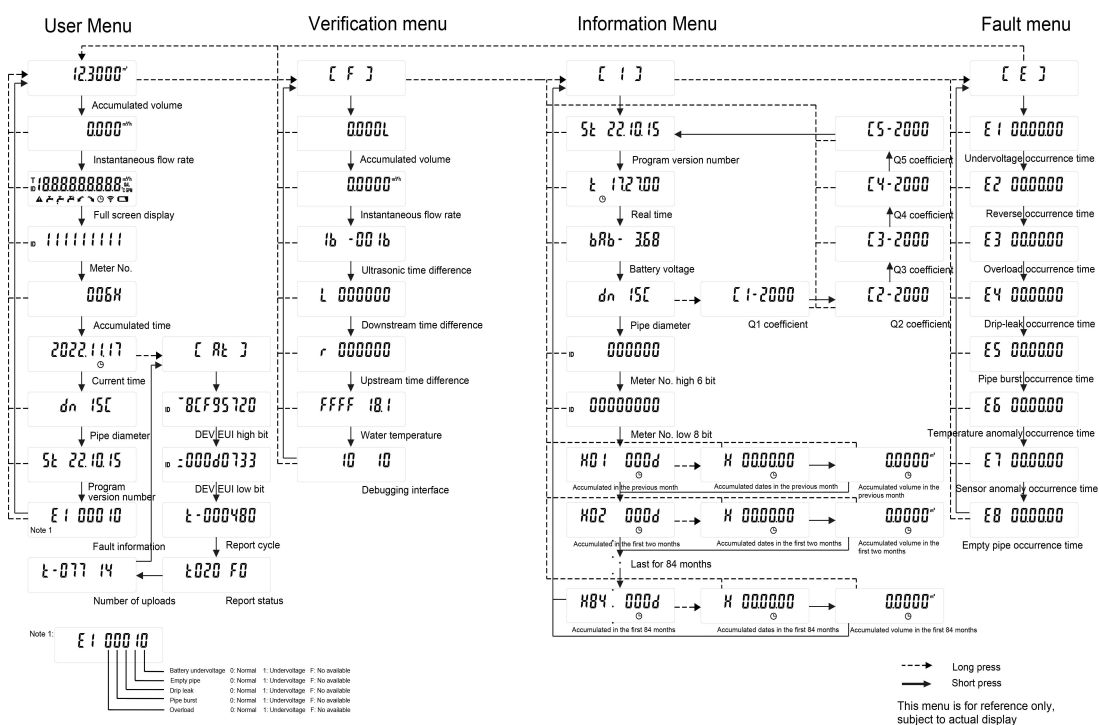 User Menu
12.3000 m³
Accumulated volume
0.000 m³/h
Instantaneous flow rate
Full screen display
ID 111111111
Meter No.
006H
Accumulated time
2022.11.17
Current time
dn 15C
Pipe diameter
St 22.10.15
Program
version number
E1 00010
Note 1
Fault information
t-077 14
Number of uploads
[ At ]
ID 8CF95720
DEV EUI high bit
ID 000d0733
DEV EUI low bit
t-000480
Report cycle
t020 F0
Report status
Verification menu
[ F ]
0.000L
Accumulated volume
0.0000 m³/h
Instantaneous flow rate
1b -001b
Ultrasonic time difference
L 000000
Downstream time difference
r 000000
Upstream time difference
FFFF 18.1
Water temperature
10 10
Debugging interface
Information Menu
[ 1 ]
St 22.10.15
Program version number
t 17.27.00
Real time
bAb- 3.68
Battery voltage
dn 15C
Pipe diameter
[1-2000
Q1 coefficient
[2-2000
Q2 coefficient
[3-2000
Q3 coefficient
[4-2000
Q4 coefficient
[5-2000
Q5 coefficient
ID 000000
Meter No. high 6 bit
ID 00000000
Meter No. low 8 bit
H01 000d
Accumulated in the previous month
H 00.00.00
Accumulated dates in the previous month
0.0000 m³
Accumulated volume in the
previous month
H02 000d
Accumulated in the first two months
H 00.00.00
Accumulated dates in the first two months
0.0000 m³
Accumulated volume in the
first two months
Last for 84 months
H84 000d
Accumulated in the first 84 months
H 00.00.00
Accumulated dates in the first 84 months
0.0000 m³
Accumulated volume in the first 84 months
Fault menu
[ E ]
E1 00.00.00
Undervoltage occurrence time
E2 00.00.00
Reverse occurrence time
E3 00.00.00
Overload occurrence time
E4 00.00.00
Drip-leak occurrence time
E5 00.00.00
Pipe burst occurrence time
E6 00.00.00
Temperature anomaly occurrence time
E7 00.00.00
Sensor anomaly occurrence time
E8 00.00.00
Empty pipe occurrence time
Note 1:
E1 00010
Battery undervoltage 0: Normal 1: Undervoltage F: No available
Empty pipe 0: Normal 1: Undervoltage F: No available
Drip leak 0: Normal 1: Undervoltage F: No available
Pipe burst 0: Normal 1: Undervoltage F: No available
Overload 0: Normal 1: Undervoltage F: No available
Long press
Short press
This menu is for reference only,
subject to actual display